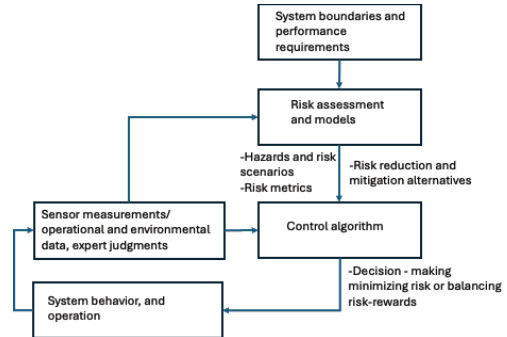 System boundaries and
performance
requirements
Risk assessment
and models
-Hazards and risk
scenarios
-Risk metrics
-Risk reduction and
mitigation alternatives
Sensor measurements/
operational and environmental
data, expert judgments
Control algorithm
-Decision - making
minimizing risk or balancing
risk-rewards
System behavior, and
operation